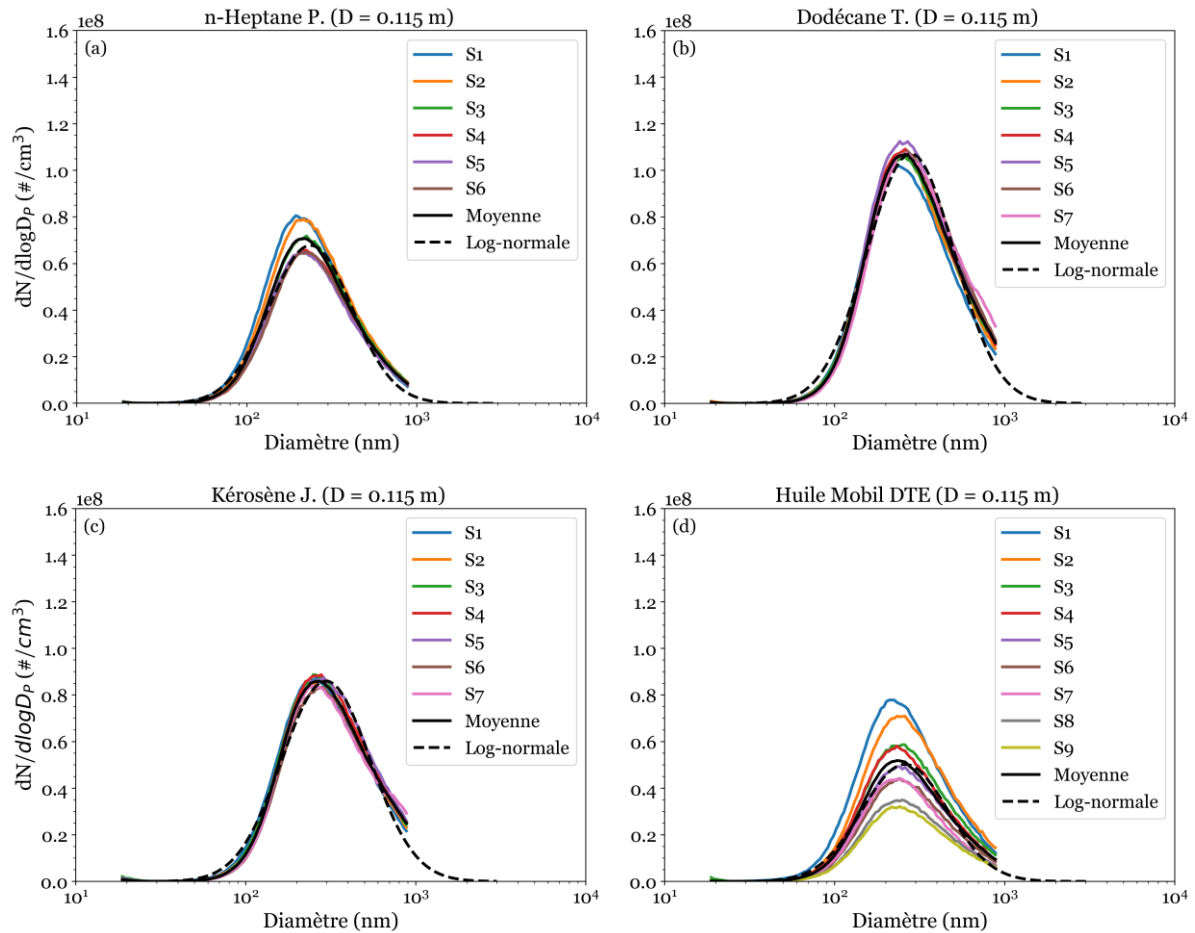 n-Heptane P. (D = 0.115 m)
1e8
(a)
1.6
1.4
1.2
1.0
0.8
0.6
0.4
0.2
0.0
dN/dlogD_P (#/cm³)
S1
S2
S3
S4
S5
S6
Moyenne
Log-normale
10¹ 10² 10³ 10⁴
Diamètre (nm)
Dodécane T. (D = 0.115 m)
1e8
(b)
1.6
1.4
1.2
1.0
0.8
0.6
0.4
0.2
0.0
S1
S2
S3
S4
S5
S6
S7
Moyenne
Log-normale
10¹ 10² 10³ 10⁴
Diamètre (nm)
Kérosène J. (D = 0.115 m)
1e8
(c)
1.6
1.4
1.2
1.0
0.8
0.6
0.4
0.2
0.0
dN/dlogD_P (#/cm³)
S1
S2
S3
S4
S5
S6
S7
Moyenne
Log-normale
10¹ 10² 10³ 10⁴
Diamètre (nm)
Huile Mobil DTE (D = 0.115 m)
1e8
(d)
1.6
1.4
1.2
1.0
0.8
0.6
0.4
0.2
0.0
S1
S2
S3
S4
S5
S6
S7
S8
S9
Moyenne
Log-normale
10¹ 10² 10³ 10⁴
Diamètre (nm)